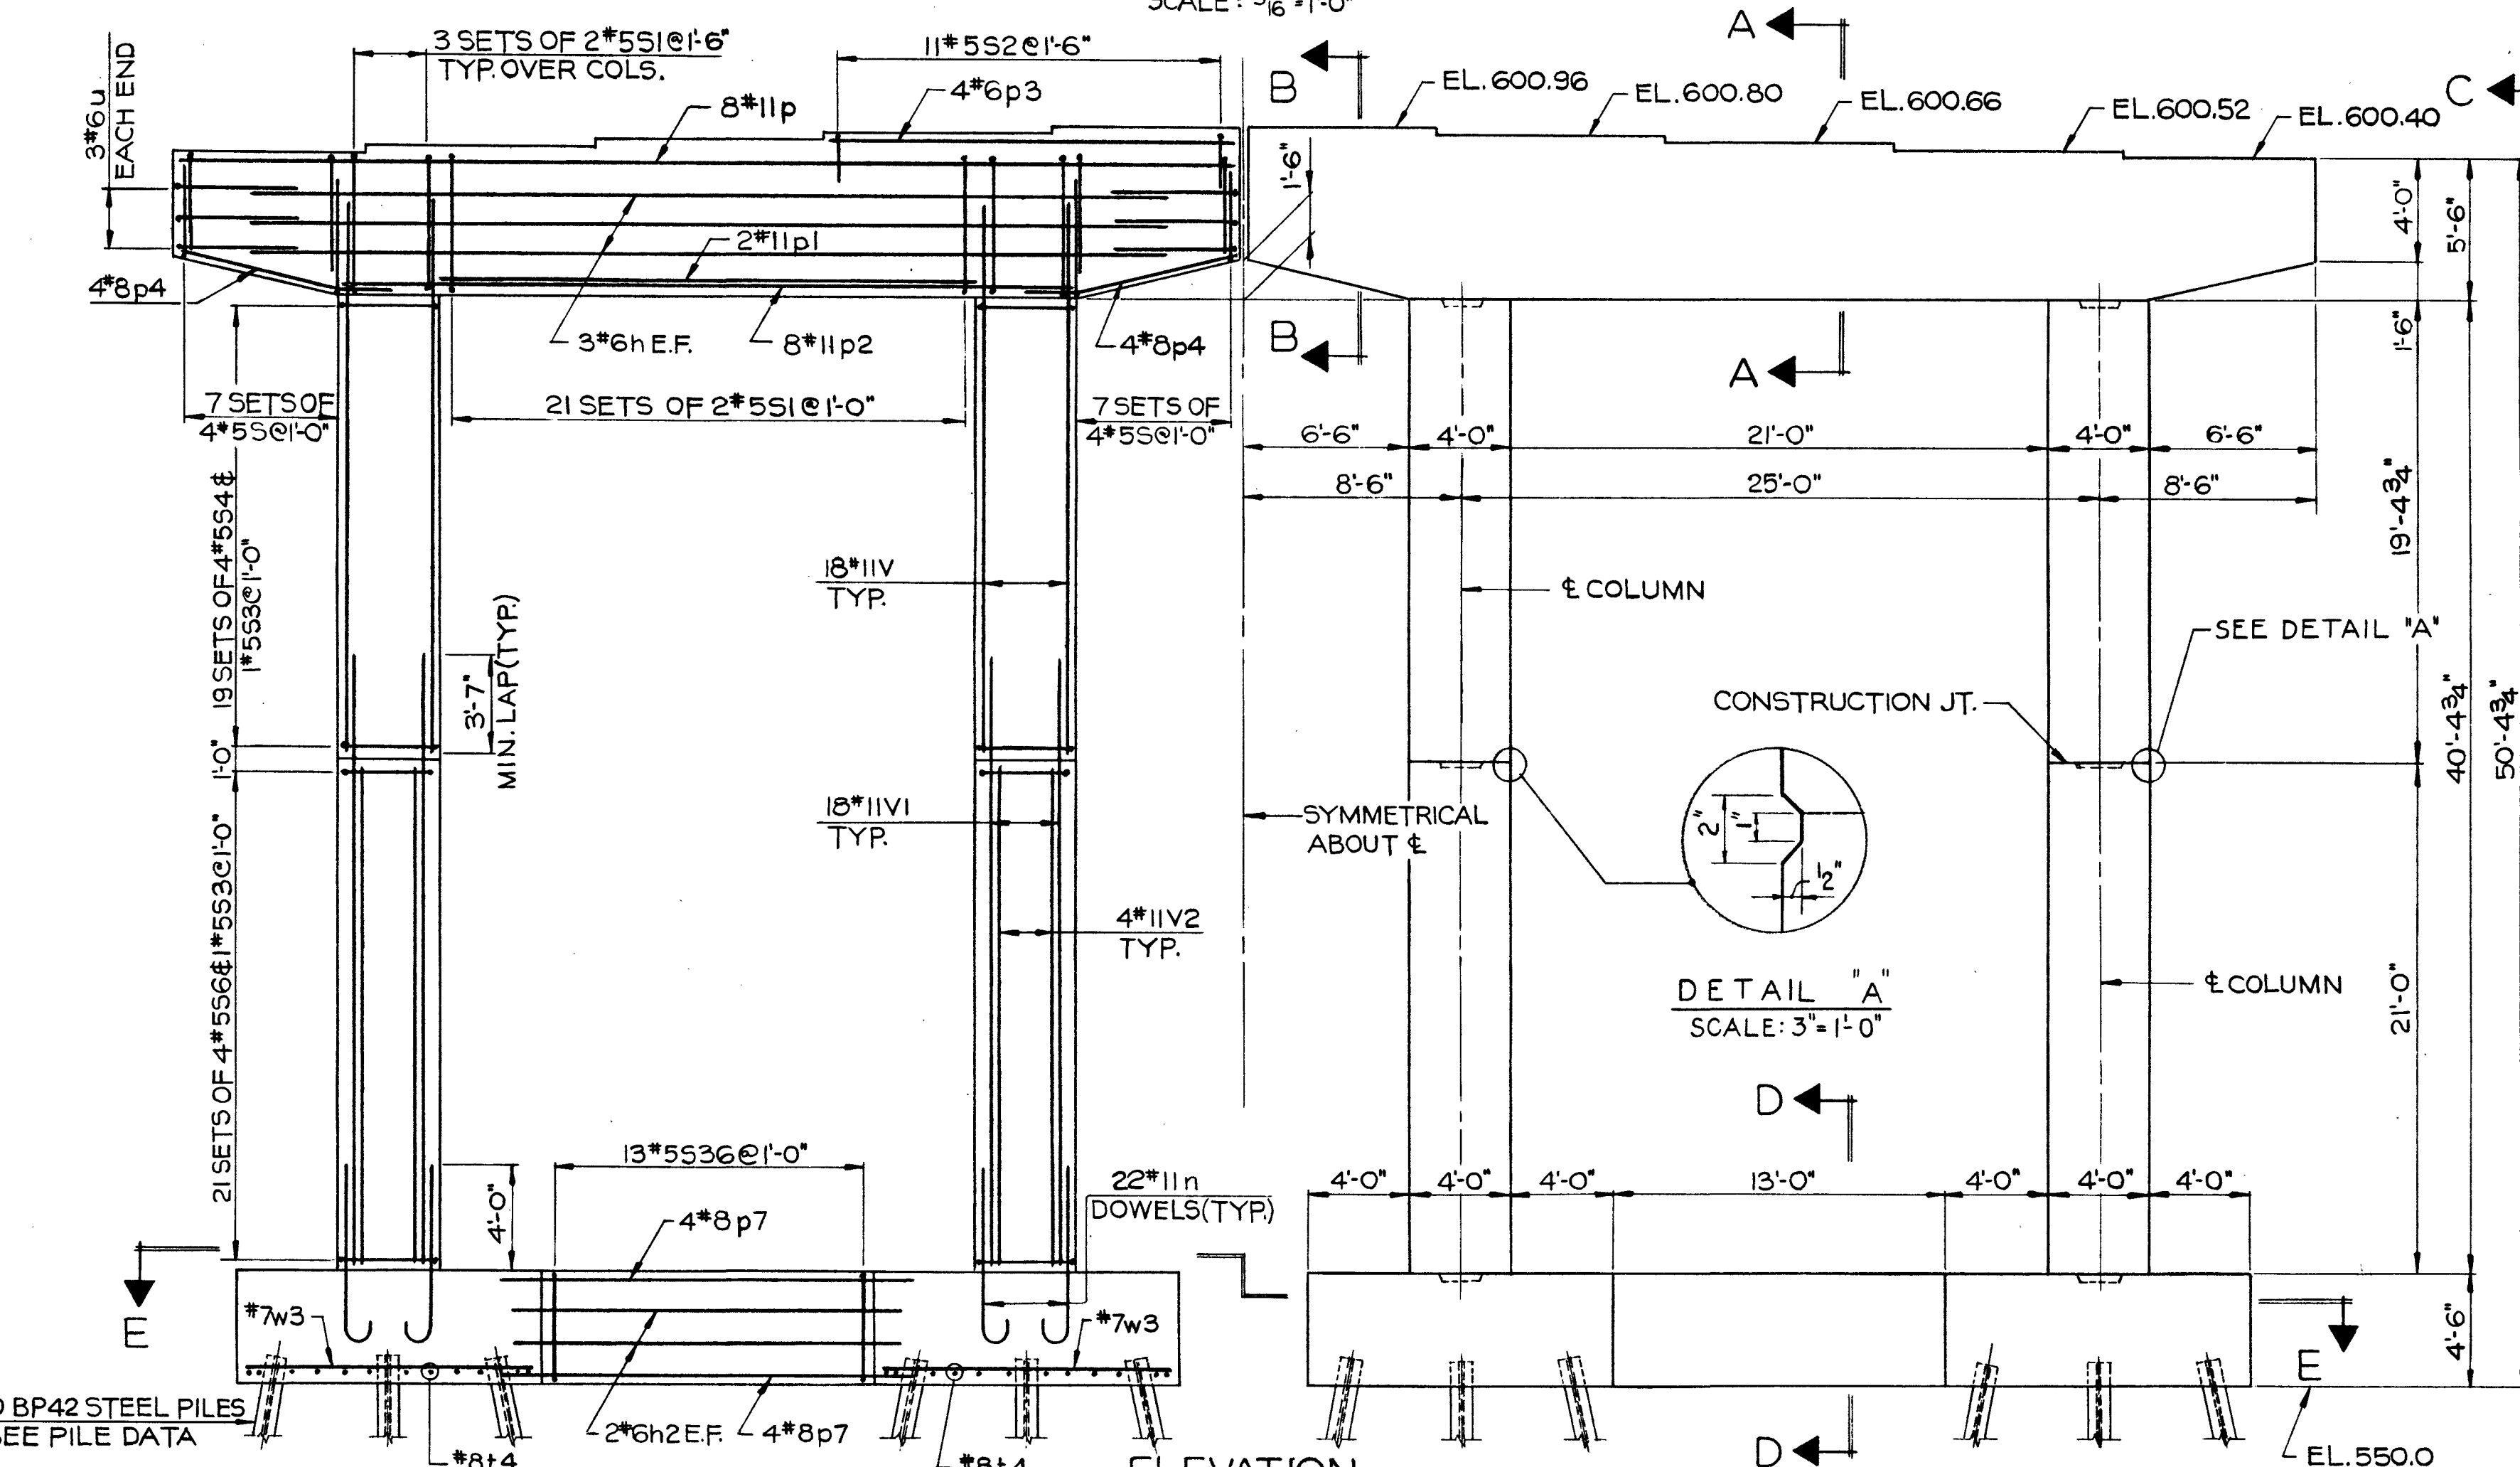 SCALE: 3/16"=1'-0"
3 SETS OF 2#5S1@1'-6"
TYP. OVER COLS.
11#5S2@1'-6"
3#6u
EACH END
8#11p
4#6p3
A
B
EL.600.96
EL.600.80
EL.600.66
EL.600.52
EL.600.40
C
1'-6"
4'-0"
5'-6"
2#11p1
4#8p4
3#6h E.F.
8#11p2
4#8p4
B
A
1'-6"
7 SETS OF
4#5S@1'-0"
21 SETS OF 2#5S1@1'-0"
7 SETS OF
4#5S@1'-0"
6'-6"
4'-0"
21'-0"
4'-0"
6'-6"
8'-6"
25'-0"
8'-6"
19'-4¾"
19 SETS OF 4#5S4&
1#5S3@1'-0"
18#11V
TYP.
℄ COLUMN
3'-7"
MIN. LAP(TYP.)
SEE DETAIL "A"
CONSTRUCTION JT.
40'-4¾"
50'-4¾"
1'-0"
18#11V1
TYP.
SYMMETRICAL
ABOUT ℄
2"
1"
½"
21 SETS OF 4#5S6&1#5S3@1'-0"
4#11V2
TYP.
DETAIL "A"
SCALE: 3"=1'-0"
℄ COLUMN
21'-0"
D
13#5S36@1'-0"
4'-0"
4#8p7
22#11n
DOWELS(TYP.)
4'-0"
4'-0"
4'-0"
13'-0"
4'-0"
4'-0"
4'-0"
E
#7w3
#7w3
E
4'-6"
BP42 STEEL PILES
SEE PILE DATA
2#6h2 E.F.
4#8p7
#8t4
#8t4
ELEVATION
D
EL.550.0